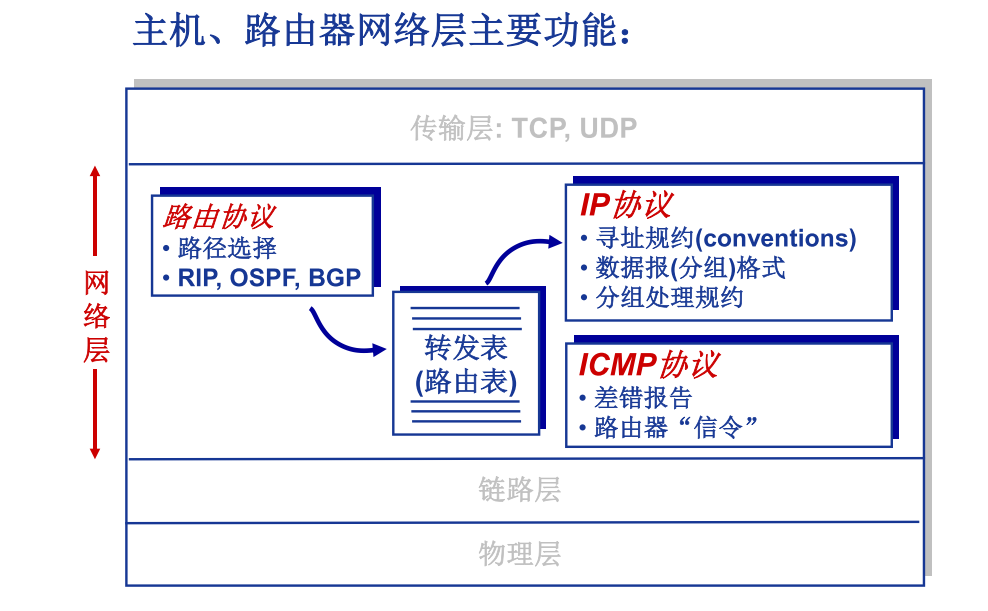 主机、路由器网络层主要功能：
传输层: TCP, UDP
网络层
路由协议
• 路径选择
• RIP, OSPF, BGP
转发表
(路由表)
IP协议
• 寻址规约(conventions)
• 数据报(分组)格式
• 分组处理规约
ICMP协议
• 差错报告
• 路由器“信令”
链路层
物理层